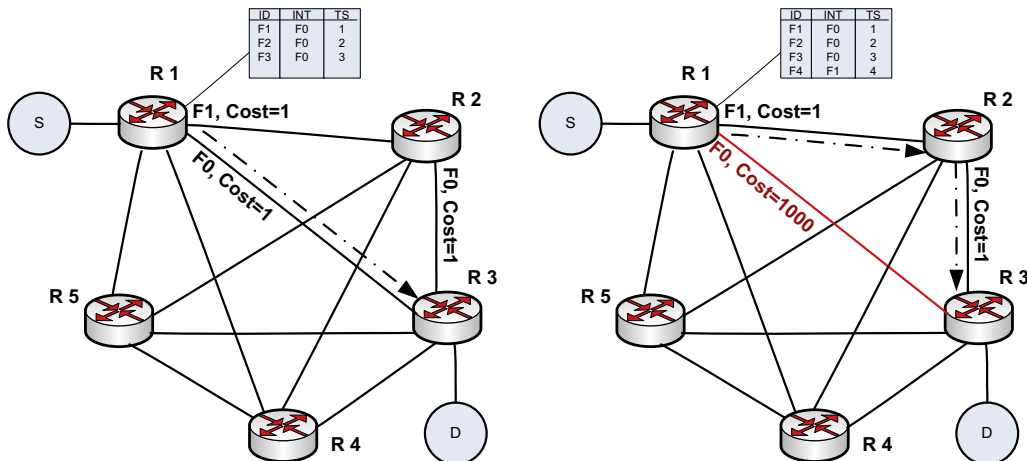 ID INT TS
F1 F0 1
F2 F0 2
F3 F0 3
R 1
R 2
S
F1, Cost=1
F0, Cost=1
F0, Cost=1
R 5
R 3
R 4
D
ID INT TS
F1 F0 1
F2 F0 2
F3 F0 3
F4 F1 4
R 1
R 2
S
F1, Cost=1
F0, Cost=1000
F0, Cost=1
R 5
R 3
R 4
D